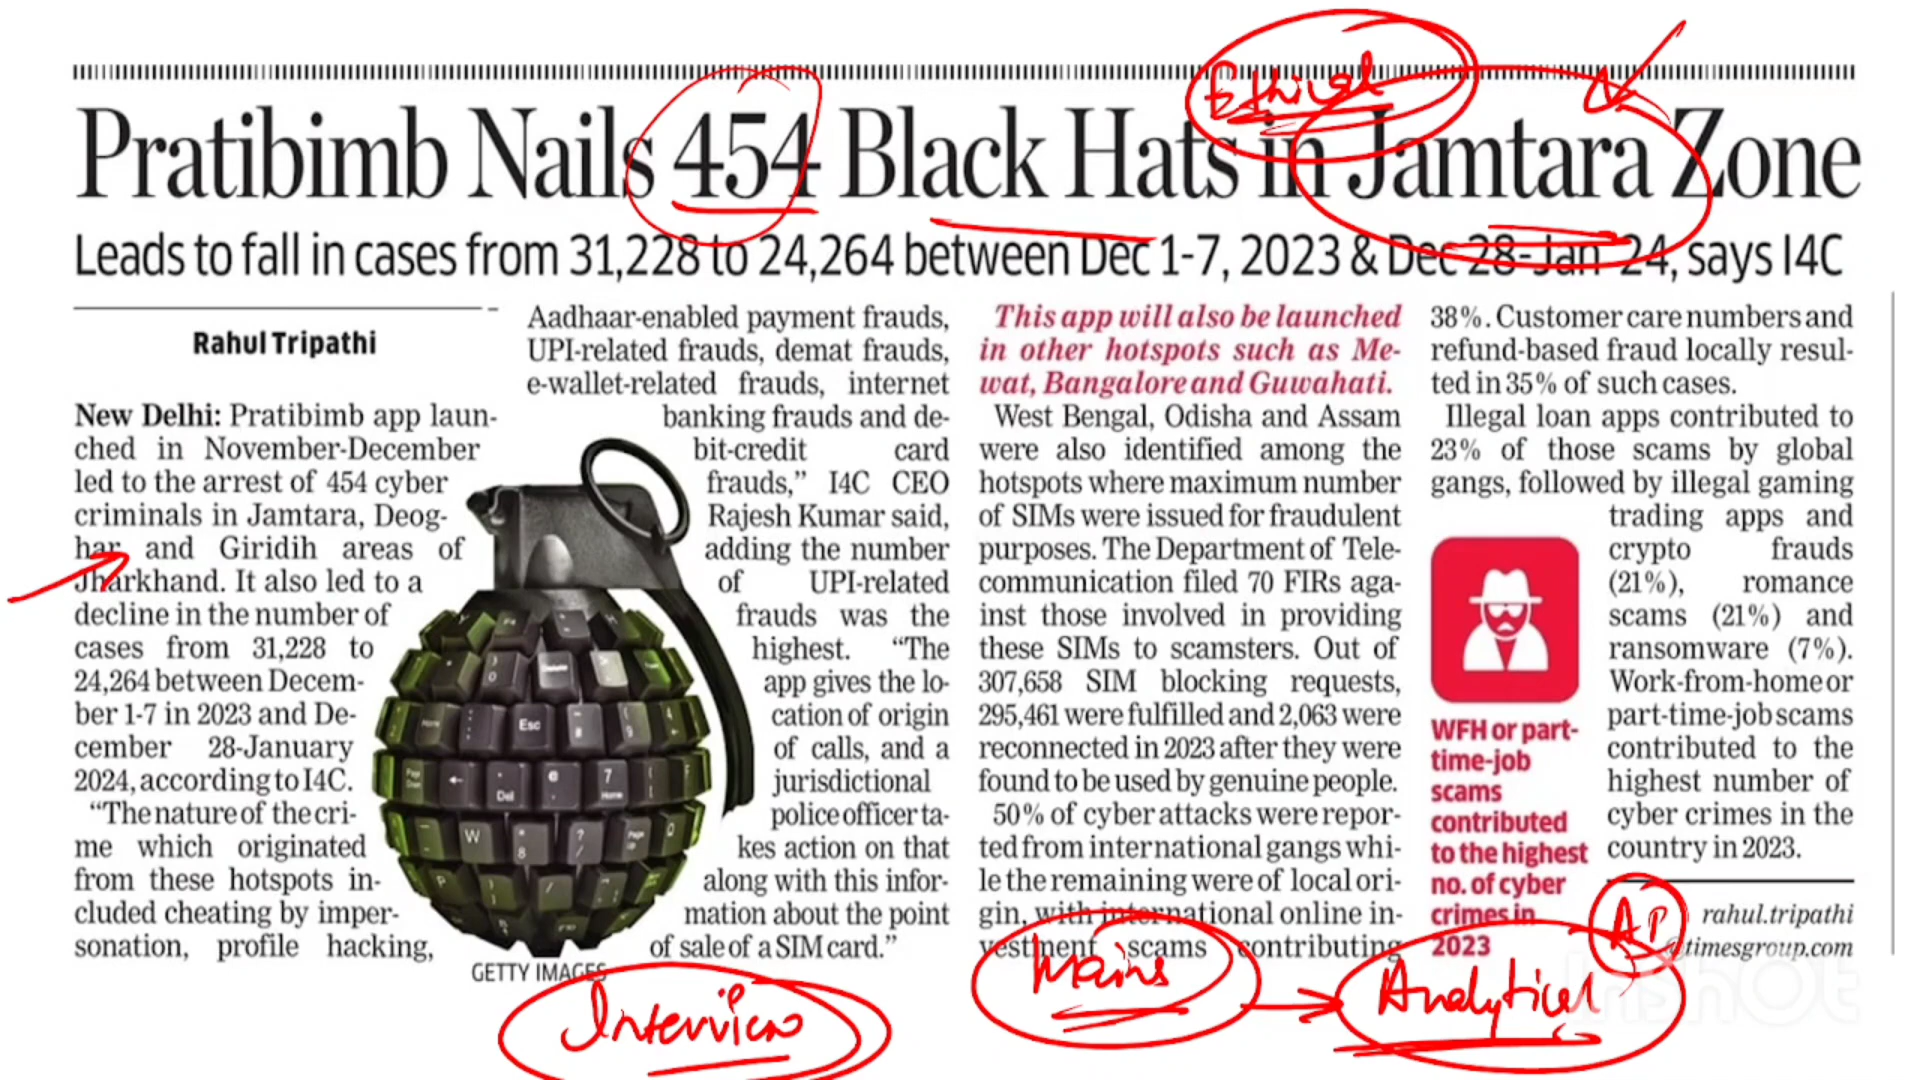 Ethical
Pratibimb Nails 454 Black Hats in Jamtara Zone
Leads to fall in cases from 31,228 to 24,264 between Dec 1-7, 2023 & Dec 28-Jan '24, says I4C
Rahul Tripathi
New Delhi: Pratibimb app laun-
ched in November-December
led to the arrest of 454 cyber
criminals in Jamtara, Deog-
har and Giridih areas of
Jharkhand. It also led to a
decline in the number of
cases from 31,228 to
24,264 between Decem-
ber 1-7 in 2023 and De-
cember 28-January
2024, according to I4C.
“The nature of the cri-
me which originated
from these hotspots in-
cluded cheating by imper-
sonation, profile hacking,
Aadhaar-enabled payment frauds,
UPI-related frauds, demat frauds,
e-wallet-related frauds, internet
banking frauds and de-
bit-credit card
frauds,” I4C CEO
Rajesh Kumar said,
adding the number
of UPI-related
frauds was the
highest. “The
app gives the lo-
cation of origin
of calls, and a
jurisdictional
police officer ta-
kes action on that
along with this infor-
mation about the point
of sale of a SIM card.”
Esc
Del
7
Home
W
8
?
P
GETTY IMAGES
This app will also be launched
in other hotspots such as Me-
wat, Bangalore and Guwahati.
West Bengal, Odisha and Assam
were also identified among the
hotspots where maximum number
of SIMs were issued for fraudulent
purposes. The Department of Tele-
communication filed 70 FIRs aga-
inst those involved in providing
these SIMs to scamsters. Out of
307,658 SIM blocking requests,
295,461 were fulfilled and 2,063 were
reconnected in 2023 after they were
found to be used by genuine people.
50% of cyber attacks were repor-
ted from international gangs whi-
le the remaining were of local ori-
gin, with international online in-
vestment scams contributing
38%. Customer care numbers and
refund-based fraud locally resul-
ted in 35% of such cases.
Illegal loan apps contributed to
23% of those scams by global
gangs, followed by illegal gaming
trading apps and
crypto frauds
(21%), romance
scams (21%) and
ransomware (7%).
Work-from-home or
part-time-job scams
contributed to the
highest number of
cyber crimes in the
country in 2023.
WFH or part-
time-job
scams
contributed
to the highest
no. of cyber
crimes in
2023
rahul.tripathi
@timesgroup.com
AP
Interview
Mains
Analytical
InShOt